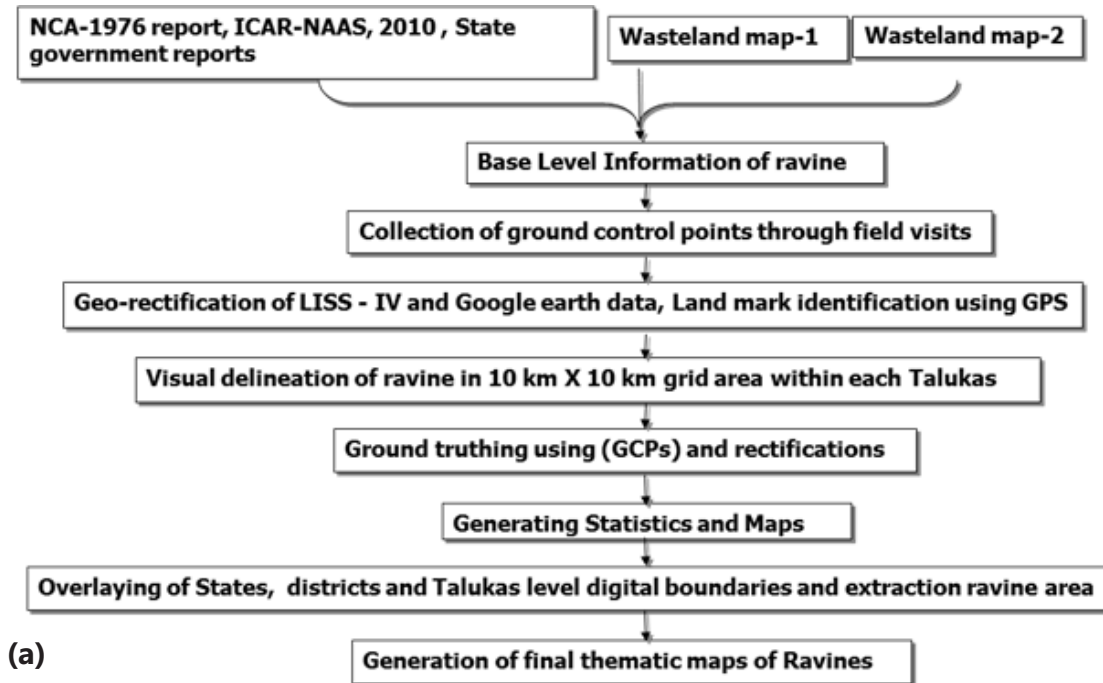 NCA-1976 report, ICAR-NAAS, 2010 , State
government reports
Wasteland map-1
Wasteland map-2
Base Level Information of ravine
Collection of ground control points through field visits
Geo-rectification of LISS - IV and Google earth data, Land mark identification using GPS
Visual delineation of ravine in 10 km X 10 km grid area within each Talukas
Ground truthing using (GCPs) and rectifications
Generating Statistics and Maps
Overlaying of States, districts and Talukas level digital boundaries and extraction ravine area
Generation of final thematic maps of Ravines
(a)